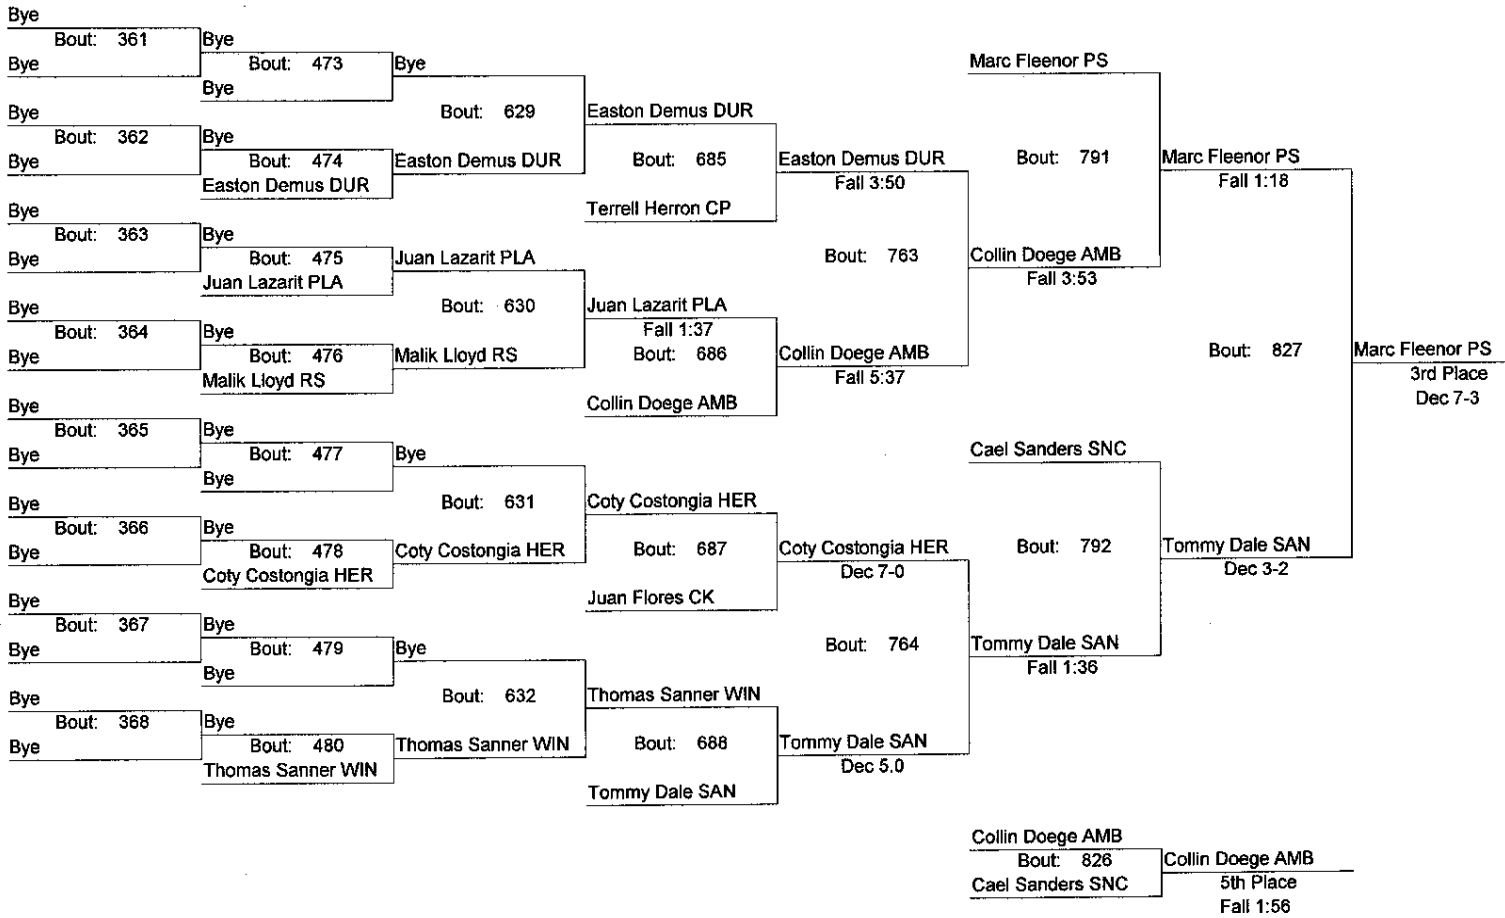 Bye
Bout: 361
Bye
Bye
Bout: 362
Bye
Bye
Bout: 363
Bye
Bye
Bout: 364
Bye
Bye
Bout: 365
Bye
Bye
Bout: 366
Bye
Bye
Bout: 367
Bye
Bye
Bout: 368
Bye
Bye
Bout: 473
Bye
Bye
Bout: 474
Easton Demus DUR
Bye
Bout: 475
Juan Lazarit PLA
Bye
Bout: 476
Malik Lloyd RS
Bye
Bout: 477
Bye
Bye
Bout: 478
Coty Costongia HER
Bye
Bout: 479
Bye
Bye
Bout: 480
Thomas Sanner WIN
Bye
Bout: 629
Easton Demus DUR
Juan Lazarit PLA
Bout: 630
Malik Lloyd RS
Bye
Bout: 631
Coty Costongia HER
Bye
Bout: 632
Thomas Sanner WIN
Easton Demus DUR
Bout: 685
Terrell Herron CP
Juan Lazarit PLA
Fall 1:37
Bout: 686
Collin Doege AMB
Coty Costongia HER
Bout: 687
Juan Flores CK
Thomas Sanner WIN
Bout: 688
Tommy Dale SAN
Easton Demus DUR
Fall 3:50
Bout: 763
Collin Doege AMB
Fall 5:37
Coty Costongia HER
Dec 7-0
Bout: 764
Tommy Dale SAN
Dec 5.0
Marc Fleenor PS
Bout: 791
Collin Doege AMB
Fall 3:53
Cael Sanders SNC
Bout: 792
Tommy Dale SAN
Fall 1:36
Marc Fleenor PS
Fall 1:18
Bout: 827
Tommy Dale SAN
Dec 3-2
Marc Fleenor PS
3rd Place
Dec 7-3
Collin Doege AMB
Bout: 826
Cael Sanders SNC
Collin Doege AMB
5th Place
Fall 1:56